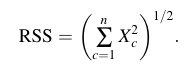 RSS = \left( \sum_{c=1}^{n} X_c^2 \right)^{1/2}.